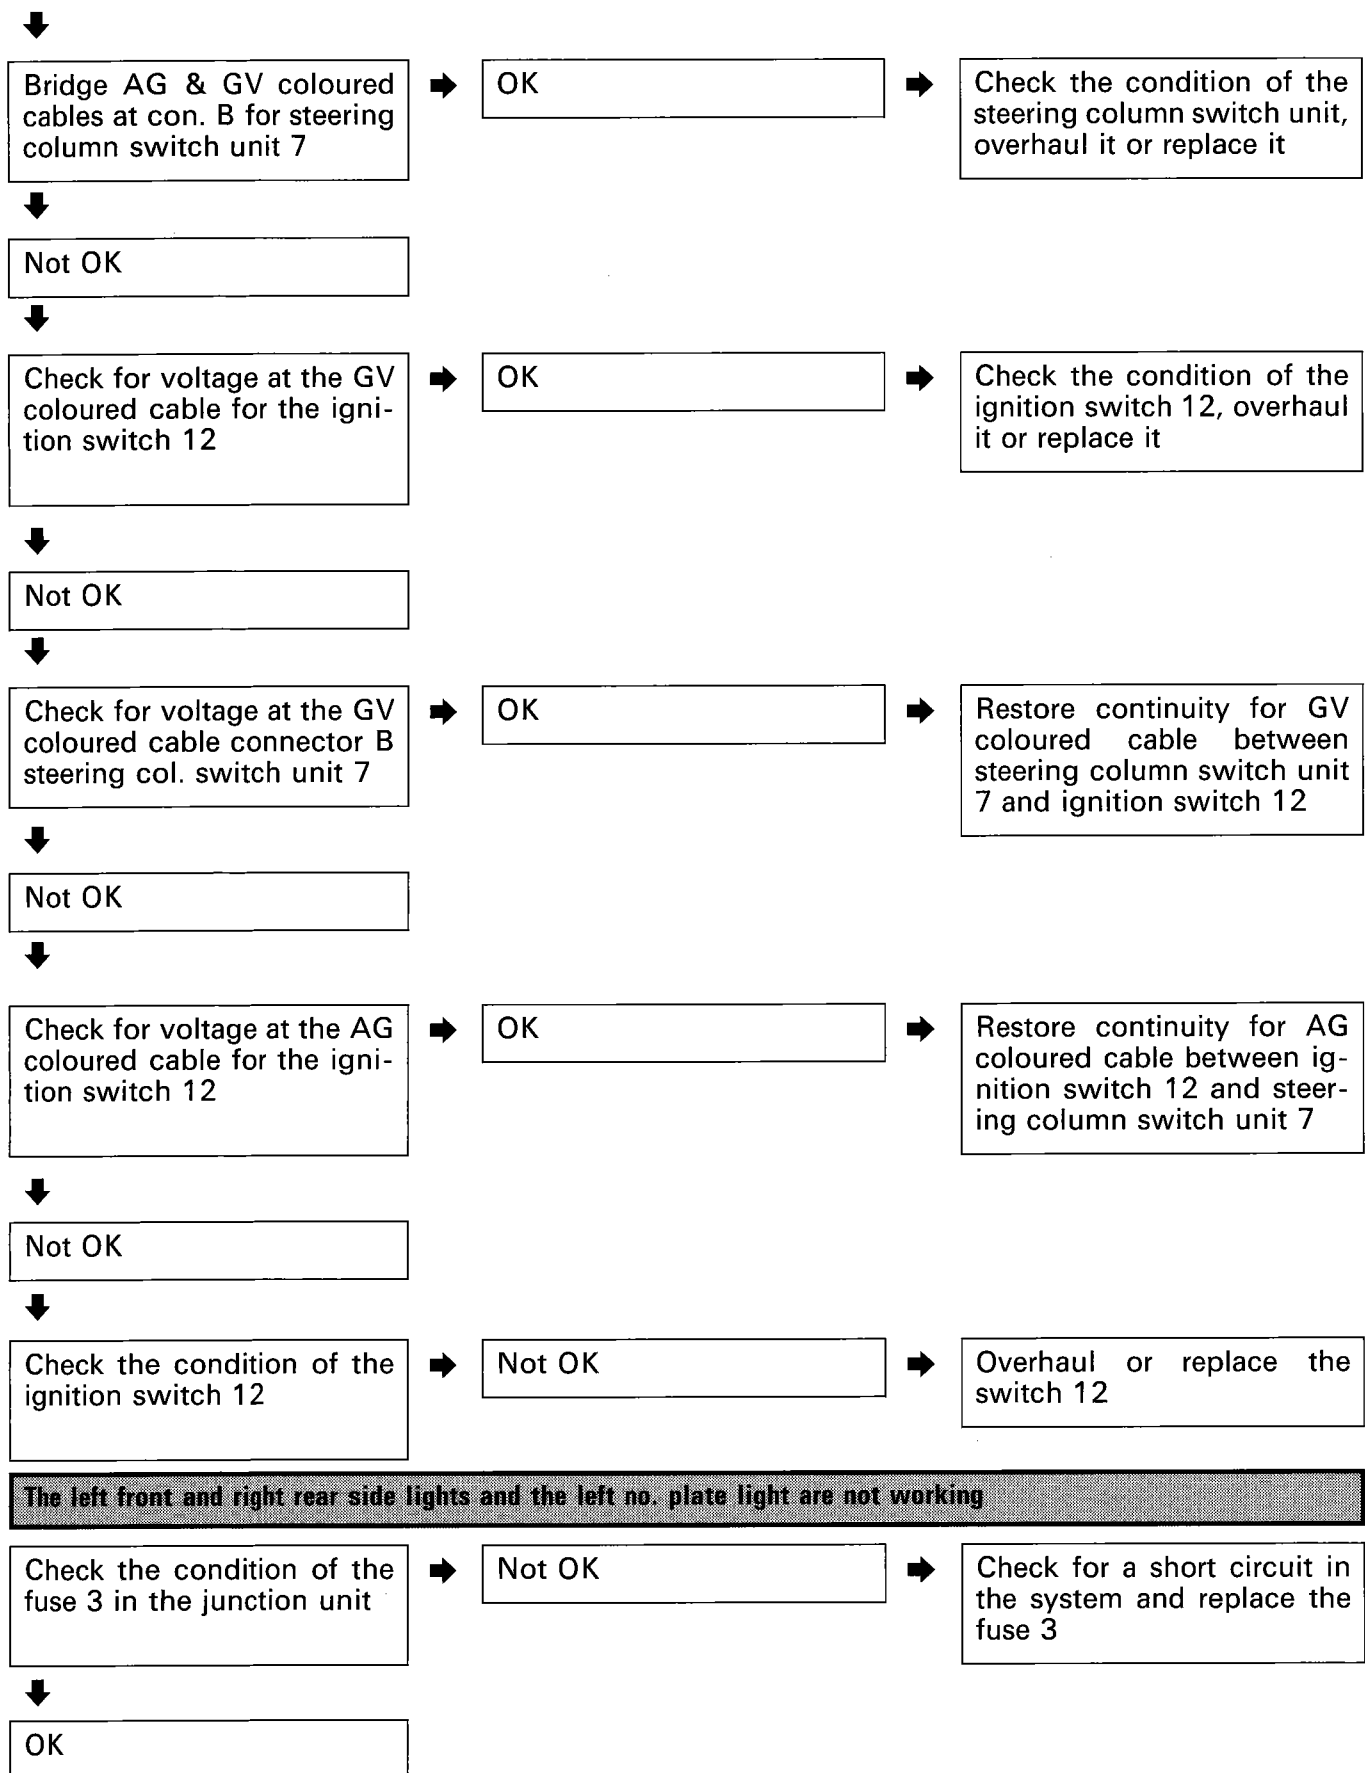 Bridge AG & GV coloured
cables at con. B for steering
column switch unit 7
OK
Check the condition of the
steering column switch unit,
overhaul it or replace it
Not OK
Check for voltage at the GV
coloured cable for the igni-
tion switch 12
OK
Check the condition of the
ignition switch 12, overhaul
it or replace it
Not OK
Check for voltage at the GV
coloured cable connector B
steering col. switch unit 7
OK
Restore continuity for GV
coloured cable between
steering column switch unit
7 and ignition switch 12
Not OK
Check for voltage at the AG
coloured cable for the igni-
tion switch 12
OK
Restore continuity for AG
coloured cable between ig-
nition switch 12 and steer-
ing column switch unit 7
Not OK
Check the condition of the
ignition switch 12
Not OK
Overhaul or replace the
switch 12
The left front and right rear side lights and the left no. plate light are not working
Check the condition of the
fuse 3 in the junction unit
Not OK
Check for a short circuit in
the system and replace the
fuse 3
OK